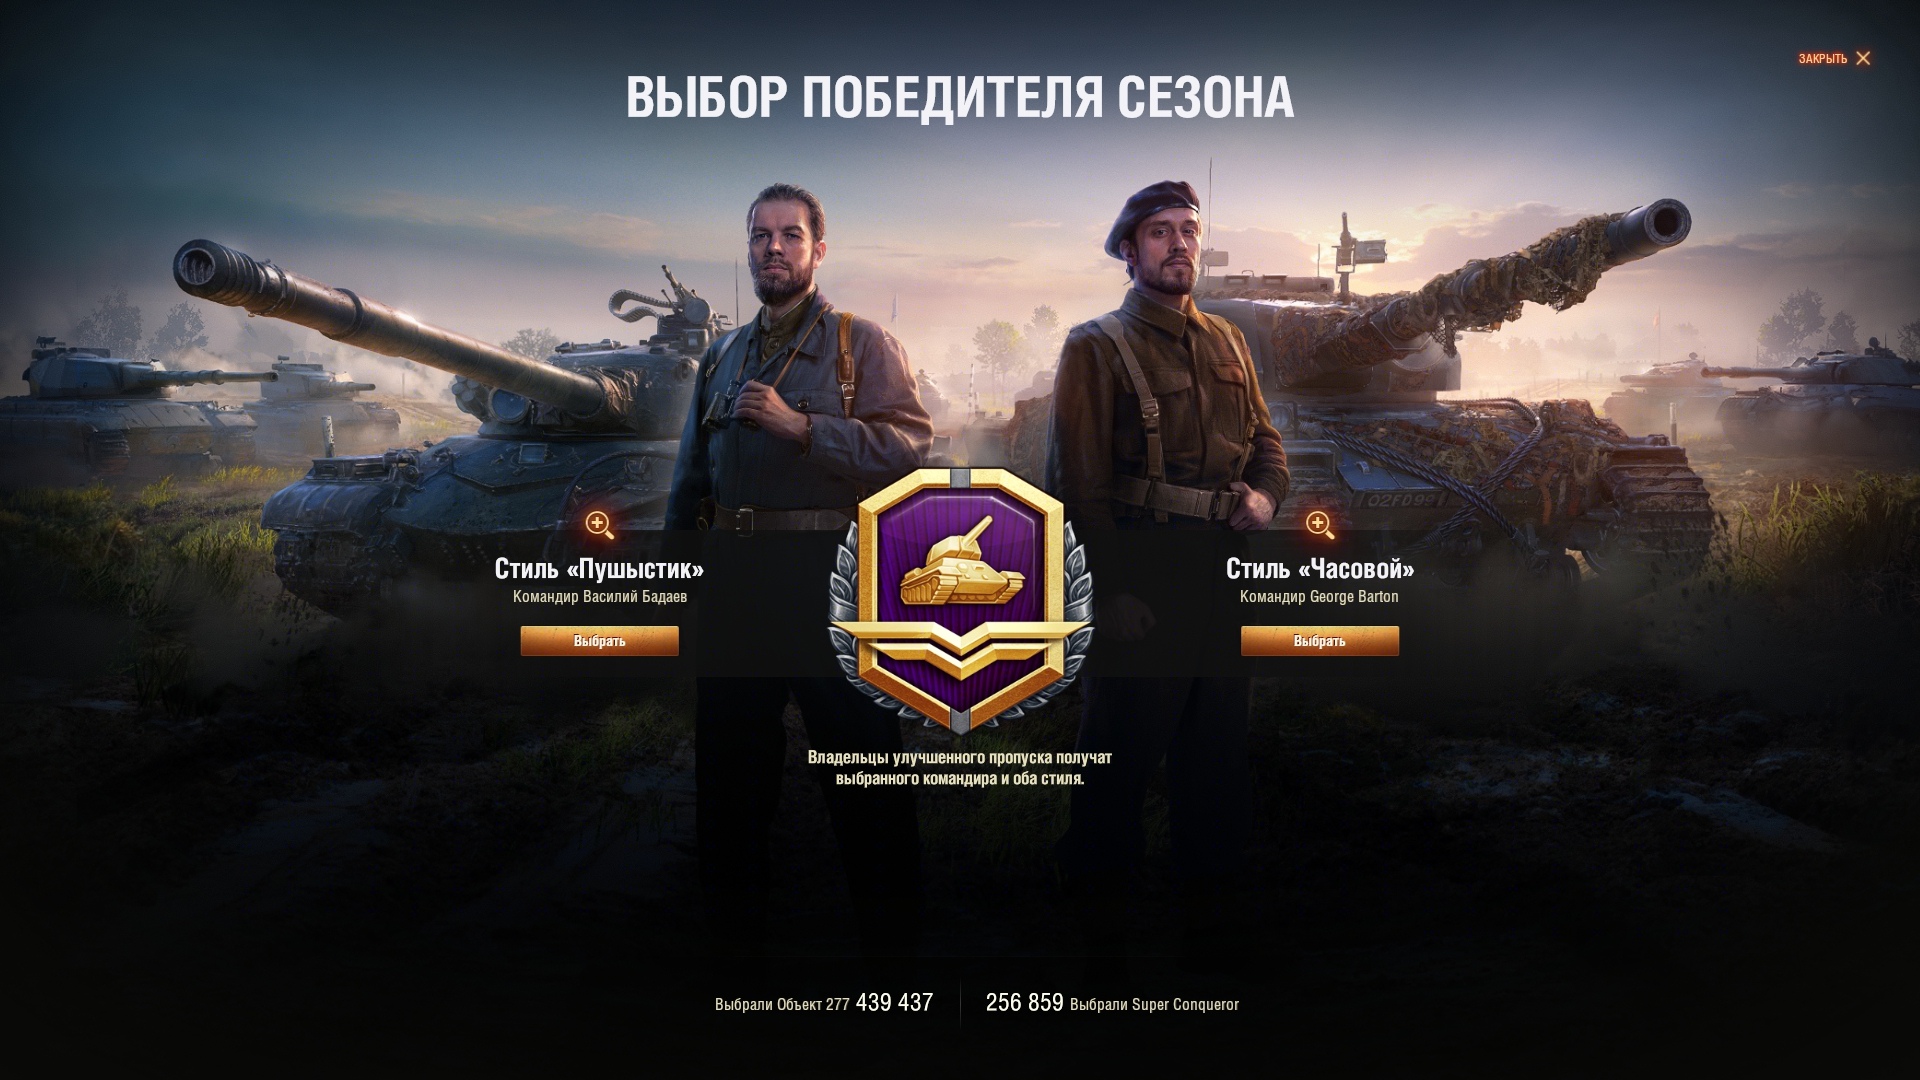 ЗАКРЫТЬ
ВЫБОР ПОБЕДИТЕЛЯ СЕЗОНА
02FD99
Стиль «Пушыстик»
Командир Василий Бадаев
Выбрать
Стиль «Часовой»
Командир George Barton
Выбрать
Владельцы улучшенного пропуска получат
выбранного командира и оба стиля.
Выбрали Объект 277 439 437
256 859 Выбрали Super Conqueror